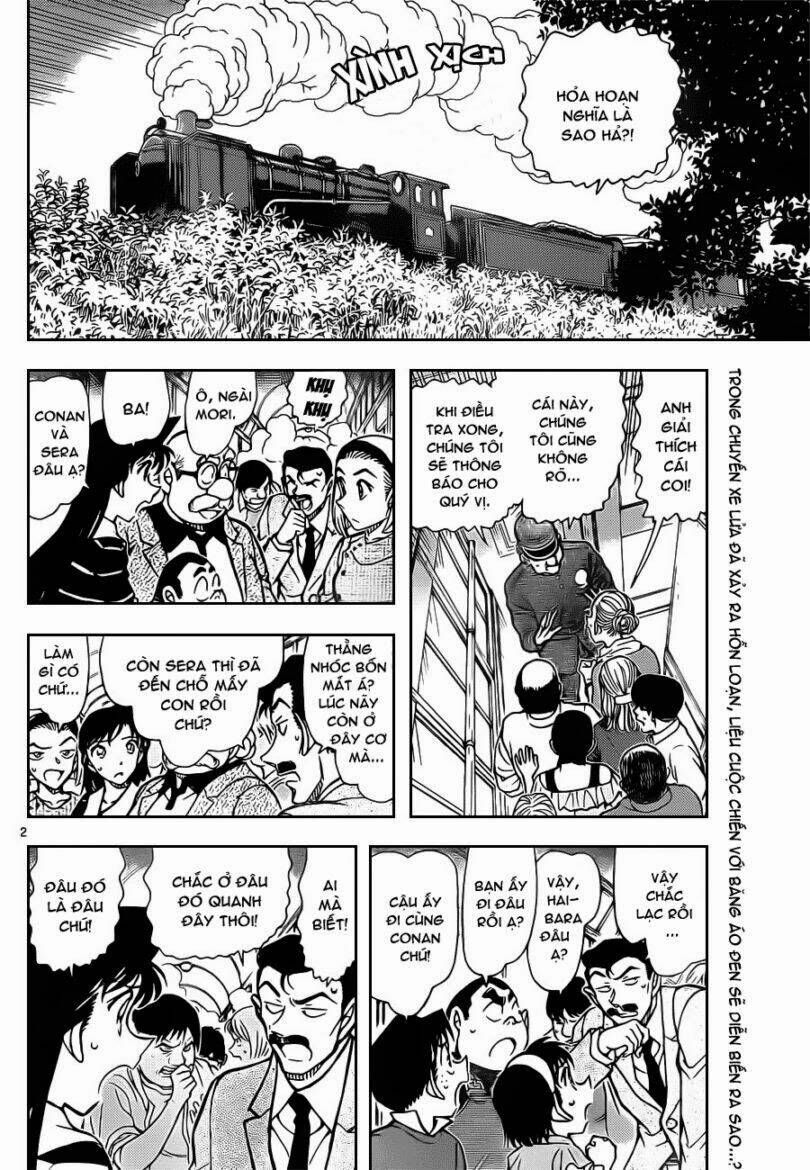 XÌNH XỊCH
HỎA HOẠN
NGHĨA LÀ
SAO HẢ?!
ANH
GIẢI
THÍCH
CÁI
COI!
CÁI NÀY,
CHÚNG
TÔI CŨNG
KHÔNG
RÕ...
KHI ĐIỀU
TRA XONG,
CHÚNG TÔI
SẼ THÔNG
BÁO CHO
QUÝ VỊ.
TRONG CHUYẾN XE LỬA ĐÃ XẢY RA HỖN LOẠN, LIỆU CUỘC CHIẾN VỚI BĂNG ÁO ĐEN SẼ DIỄN BIẾN RA SAO...?
KHỤ
KHỤ
Ô, NGÀI
MORI.
BA!
CONAN
VÀ
SERA
ĐÂU Ạ?
THẰNG
NHÓC BỐN
MẮT Á?
LÚC NÃY
CÒN Ở
ĐÂY CƠ
MÀ...
CÒN SERA THÌ ĐÃ
ĐẾN CHỖ MẤY
CON RỒI
CHỨ?
LÀM
GÌ CÓ
CHỨ...
2
VẬY
CHẮC
LẠC RỒI
...
VẬY,
HAI-
BARA
ĐÂU
Ạ?
BẠN ẤY
ĐI ĐÂU
RỒI Ạ?
CẬU ẤY
ĐI CÙNG
CONAN
CHỨ!
AI
MÀ
BIẾT!
CHẮC Ở ĐÂU
ĐÓ QUANH
ĐÂY THÔI!
ĐÂU ĐÓ
LÀ ĐÂU
CHỨ!